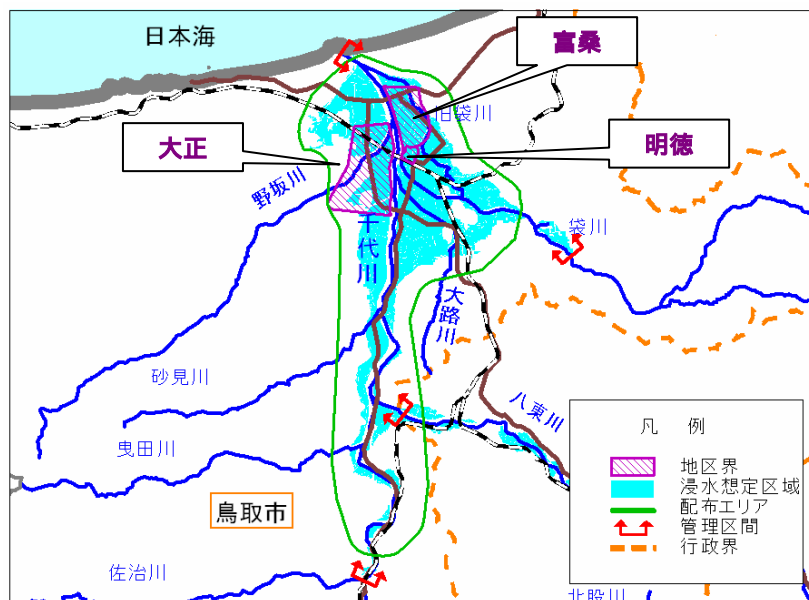 日本海
富桑
旧袋川
大正
明徳
野坂川
千代川
袋川
大路川
砂見川
八東川
曳田川
鳥取市
佐治川
北股川
凡 例
地区界
浸水想定区域
配布エリア
管理区間
行政界